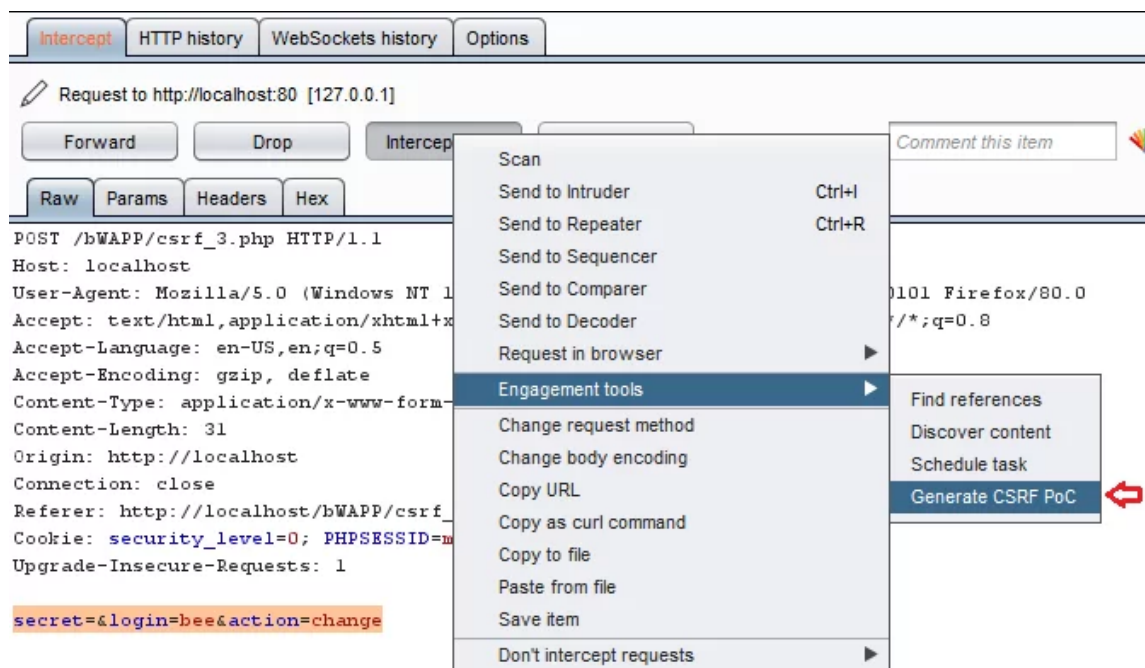 Intercept HTTP history WebSockets history Options
Request to http://localhost:80 [127.0.0.1]
Forward Drop Intercep Comment this item
Raw Params Headers Hex
POST /bWAPP/csrf_3.php HTTP/1.1
Host: localhost
User-Agent: Mozilla/5.0 (Windows NT 1 0101 Firefox/80.0
Accept: text/html,application/xhtml+x */*;q=0.8
Accept-Language: en-US,en;q=0.5
Accept-Encoding: gzip, deflate
Content-Type: application/x-www-form-
Content-Length: 31
Origin: http://localhost
Connection: close
Referer: http://localhost/bWAPP/csrf_
Cookie: security_level=0; PHPSESSID=m
Upgrade-Insecure-Requests: 1
secret=&login=bee&action=change
Scan
Send to Intruder Ctrl+I
Send to Repeater Ctrl+R
Send to Sequencer
Send to Comparer
Send to Decoder
Request in browser
Engagement tools
Change request method
Change body encoding
Copy URL
Copy as curl command
Copy to file
Paste from file
Save item
Don't intercept requests
Find references
Discover content
Schedule task
Generate CSRF PoC